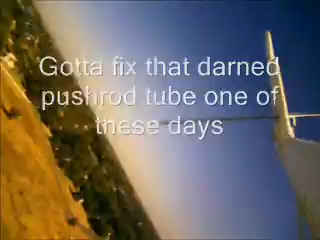 Gotta fix that darned
pushrod tube one of
these days